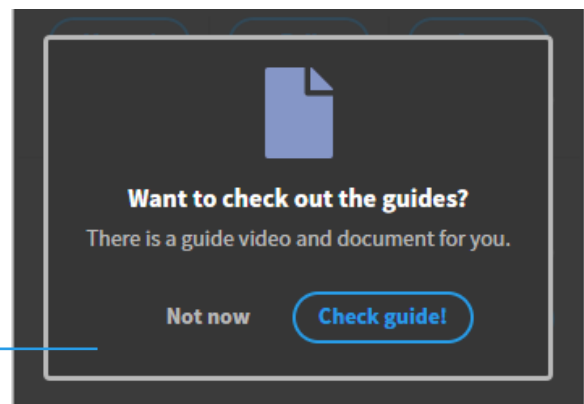 Want to check out the guides?
There is a guide video and document for you.
Not now
Check guide!